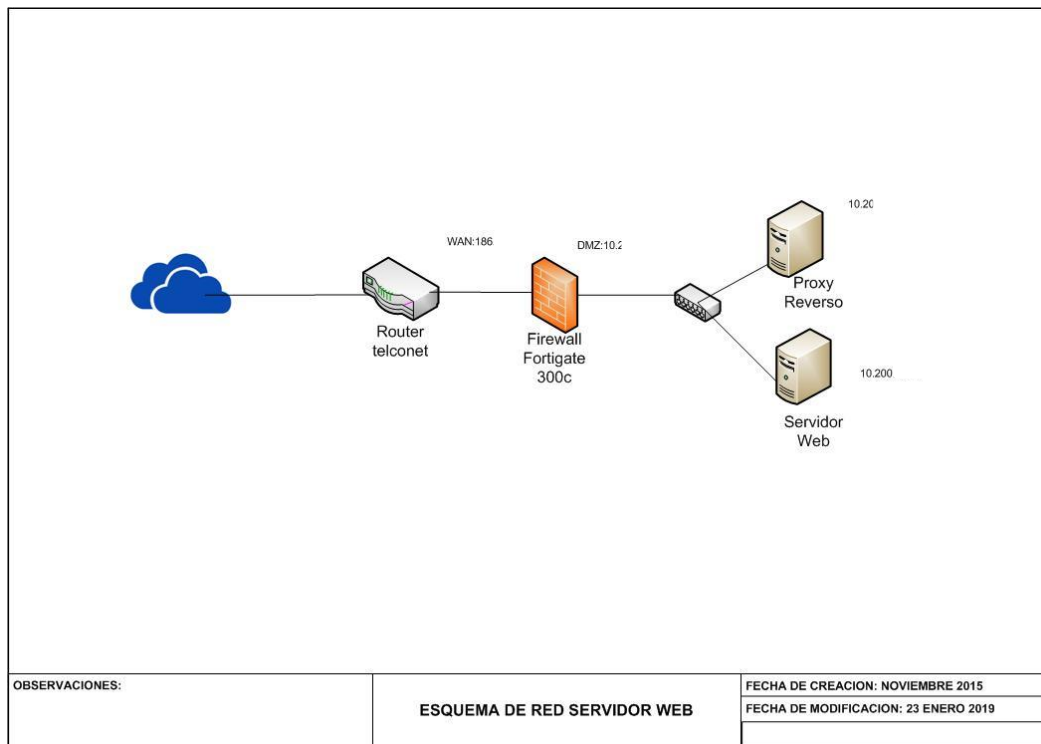 10.20
WAN:186
DMZ:10.2
Proxy
Reverso
Router
telconet
Firewall
Fortigate
300c
10.200
Servidor
Web
OBSERVACIONES:
ESQUEMA DE RED SERVIDOR WEB
FECHA DE CREACION: NOVIEMBRE 2015
FECHA DE MODIFICACION: 23 ENERO 2019